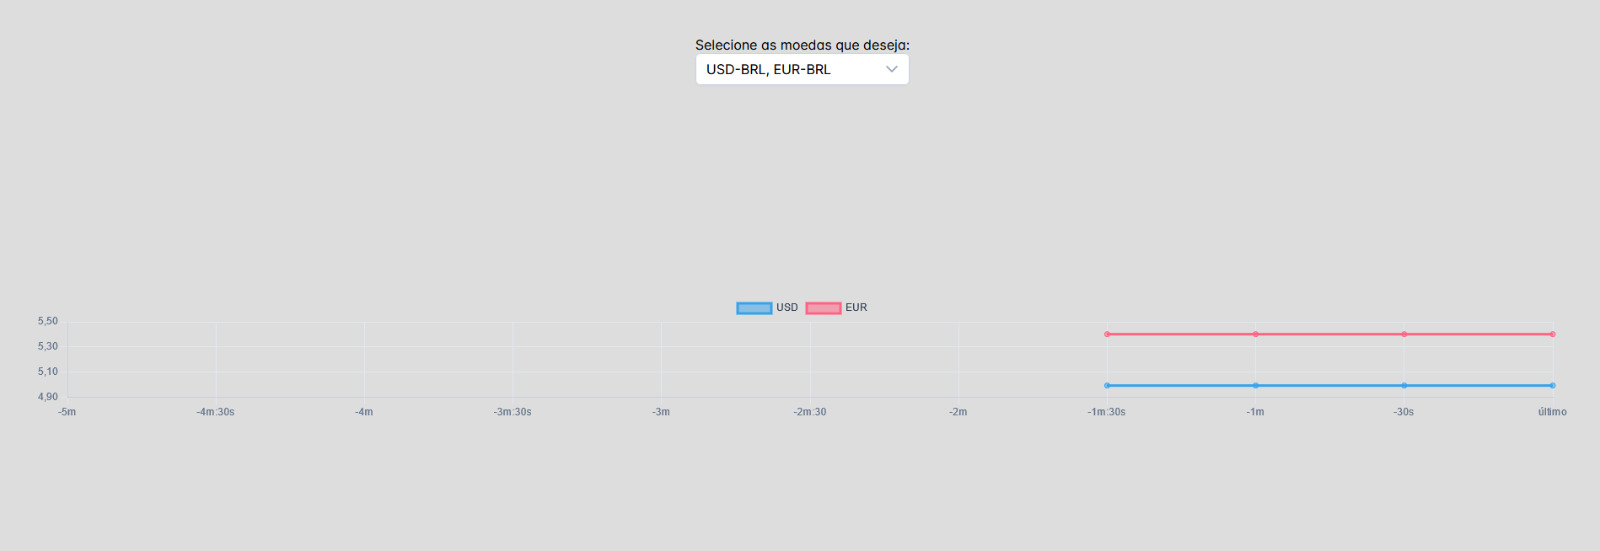 Selecione as moedas que deseja:
USD-BRL, EUR-BRL
USD EUR
5,50
5,30
5,10
4,90
-5m -4m:30s -4m -3m:30s -3m -2m:30 -2m -1m:30s -1m -30s último